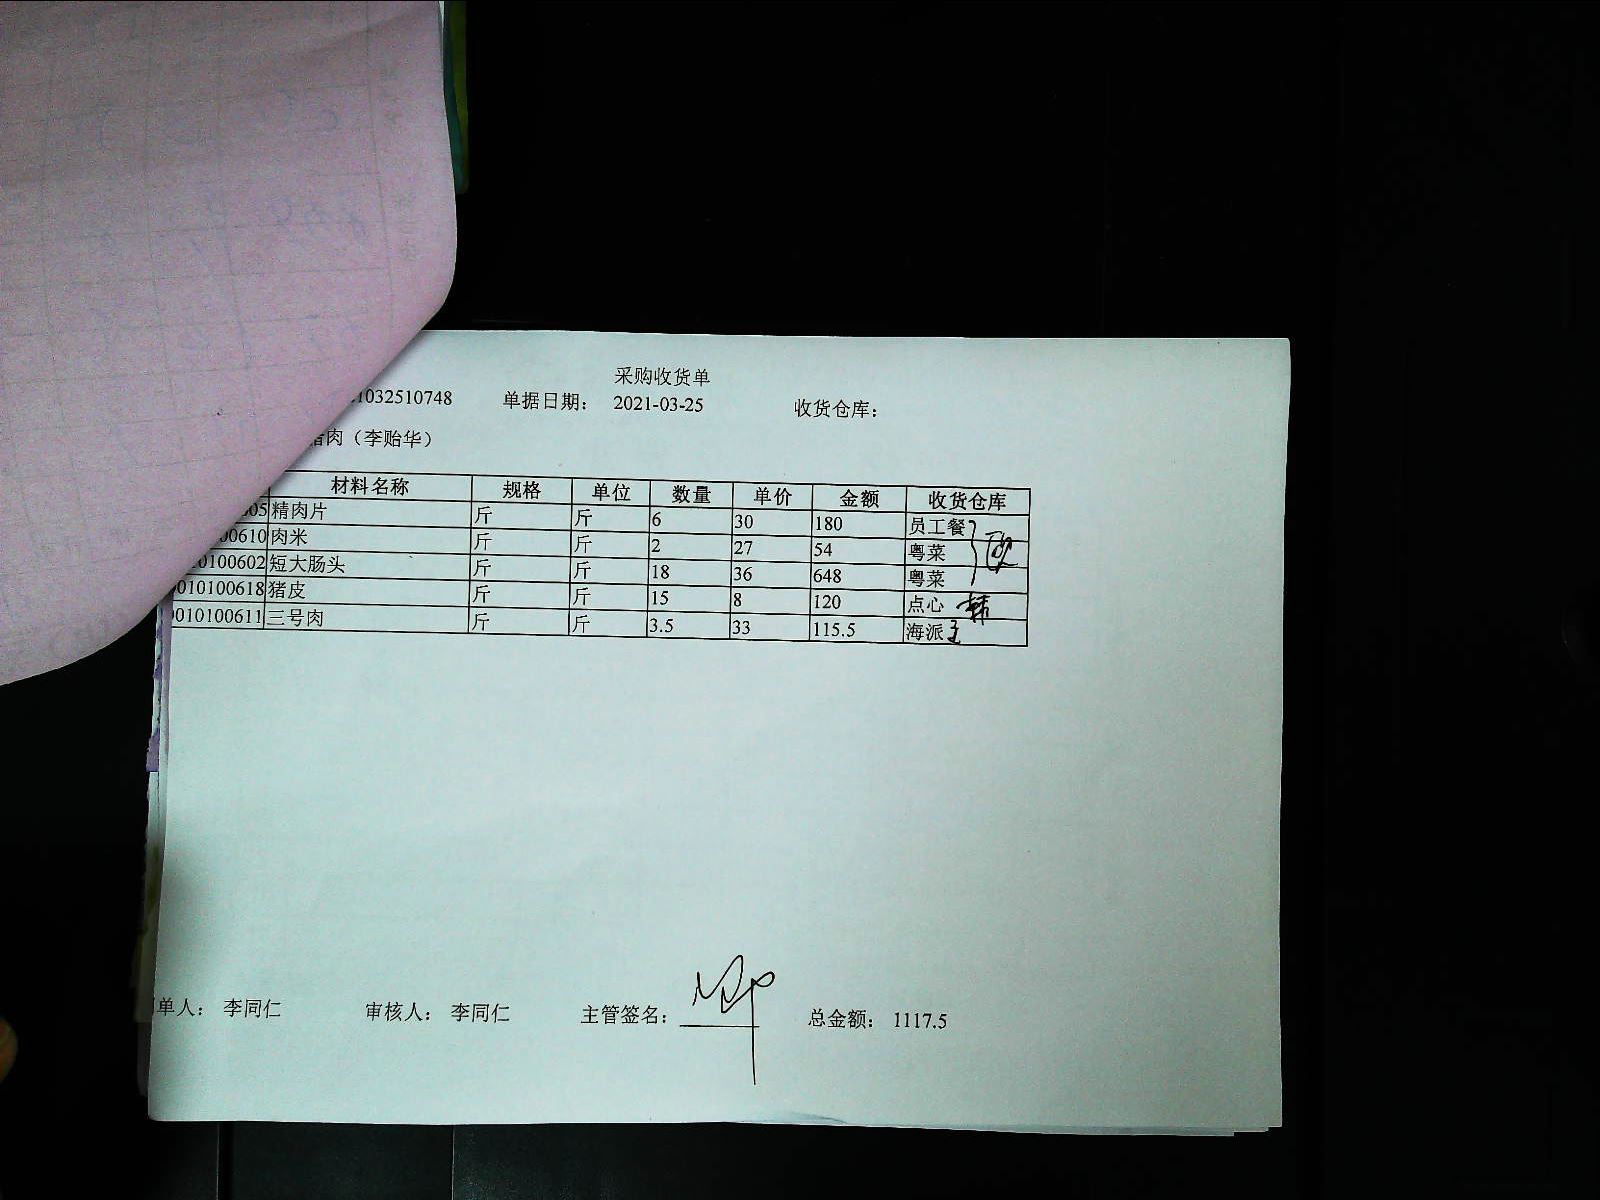 采购收货单
1032510748 单据日期： 2021-03-25 收货仓库：
猪肉（李贻华）
材料名称 规格 单位 数量 单价 金额 收货仓库
605 精肉片 斤 斤 6 30 180 员工餐
00610 肉米 斤 斤 2 27 54 粤菜
10100602 短大肠头 斤 斤 18 36 648 粤菜
0010100618 猪皮 斤 斤 15 8 120 点心 韩
0010100611 三号肉 斤 斤 3.5 33 115.5 海派 王
单人： 李同仁 审核人： 李同仁 主管签名： 总金额： 1117.5